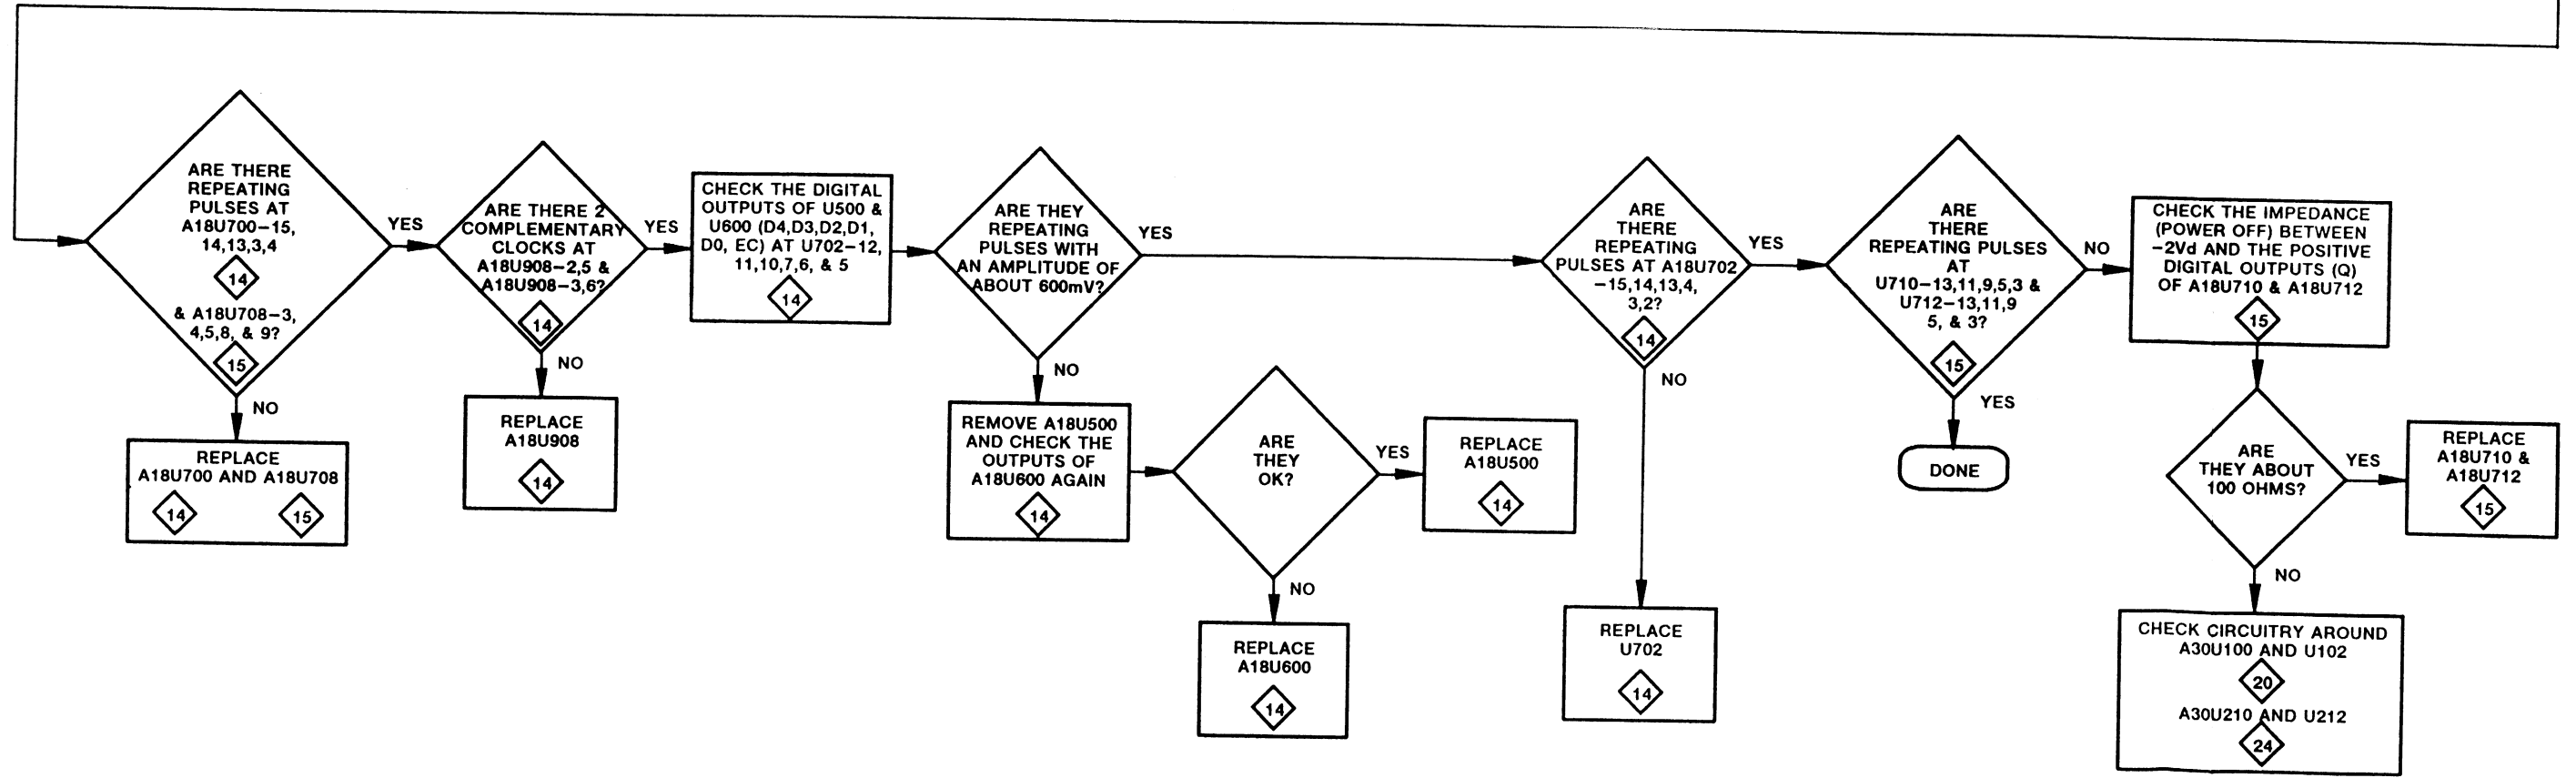 ARE THERE
REPEATING
PULSES AT
A18U700-15,
14,13,3,4
14
& A18U708-3,
4,5,8, & 9?
15
YES
NO
REPLACE
A18U700 AND A18U708
14
15
ARE THERE 2
COMPLEMENTARY
CLOCKS AT
A18U908-2,5 &
A18U908-3,6?
14
YES
NO
REPLACE
A18U908
14
CHECK THE DIGITAL
OUTPUTS OF U500 &
U600 (D4,D3,D2,D1,
D0, EC) AT U702-12,
11,10,7,6, & 5
14
ARE THEY
REPEATING
PULSES WITH
AN AMPLITUDE OF
ABOUT 600mV?
YES
NO
REMOVE A18U500
AND CHECK THE
OUTPUTS OF
A18U600 AGAIN
14
ARE
THEY
OK?
YES
REPLACE
A18U500
14
NO
REPLACE
A18U600
14
ARE
THERE
REPEATING
PULSES AT A18U702
-15,14,13,4,
3,2?
14
YES
NO
REPLACE
U702
14
ARE
THERE
REPEATING PULSES
AT
U710-13,11,9,5,3 &
U712-13,11,9
5, & 3?
15
NO
YES
DONE
CHECK THE IMPEDANCE
(POWER OFF) BETWEEN
-2Vd AND THE POSITIVE
DIGITAL OUTPUTS (Q)
OF A18U710 & A18U712
15
ARE
THEY ABOUT
100 OHMS?
YES
REPLACE
A18U710 &
A18U712
15
NO
CHECK CIRCUITRY AROUND
A30U100 AND U102
20
A30U210 AND U212
24